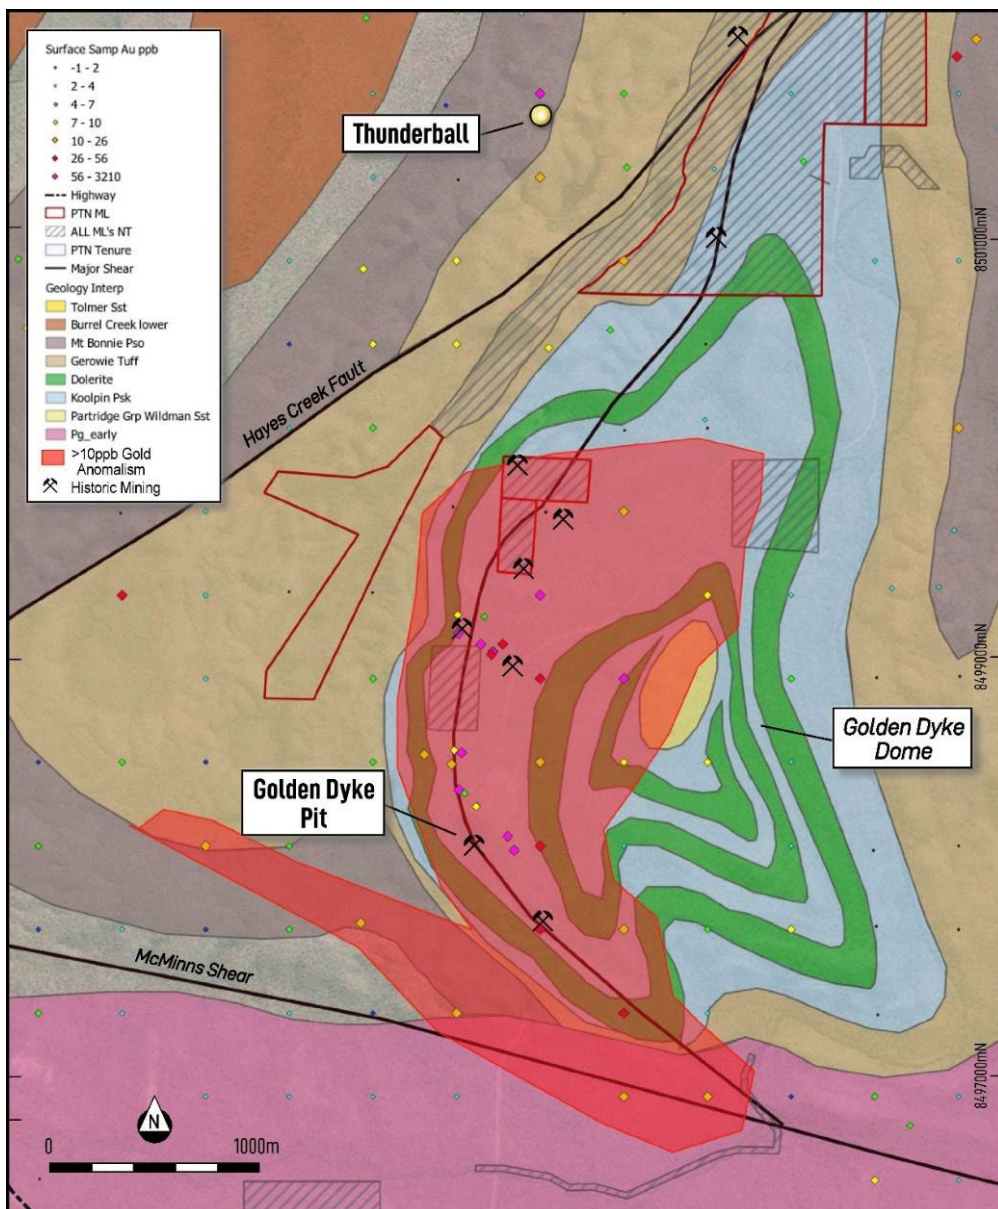 Surface Samp Au ppb
-1 - 2
2 - 4
4 - 7
7 - 10
10 - 26
26 - 56
56 - 3210
Highway
PTN ML
ALL ML's NT
PTN Tenure
Major Shear
Geology Interp
Tolmer Sst
Burrel Creek lower
Mt Bonnie Pso
Gerowie Tuff
Dolerite
Koolpin Psk
Partridge Grp Wildman Sst
Pg_early
>10ppb Gold
Anomalism
Historic Mining
Thunderball
8501000mN
Hayes Creek Fault
8499000mN
Golden Dyke
Dome
Golden Dyke
Pit
McMinns Shear
8497000mN
N
0 1000m